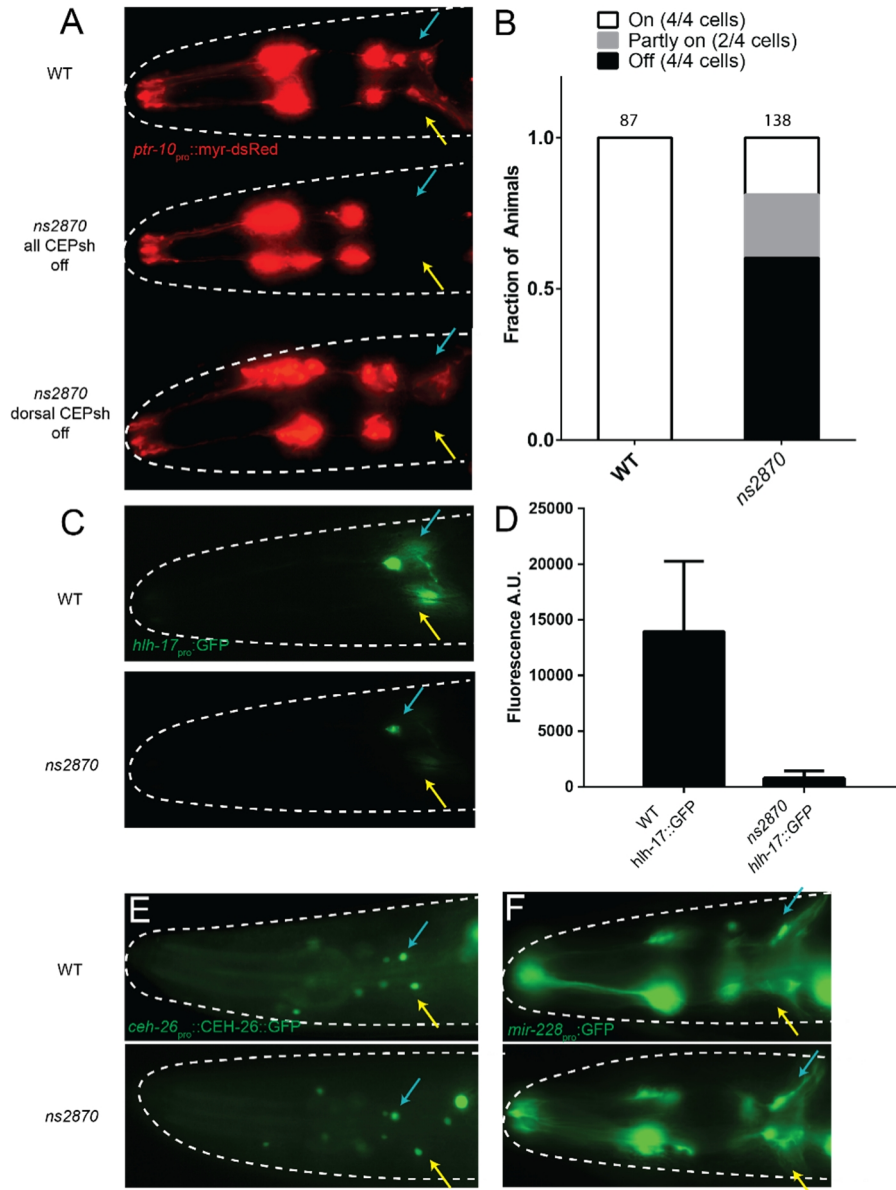 A
WT
ptr-10pro::myr-dsRed
ns2870
all CEPsh
off
ns2870
dorsal CEPsh
off
B
On (4/4 cells)
Partly on (2/4 cells)
Off (4/4 cells)
87
138
1.0
0.5
0.0
Fraction of Animals
WT
ns2870
C
WT
hlh-17pro:GFP
ns2870
D
25000
20000
15000
10000
5000
0
Fluorescence A.U.
WT
hlh-17::GFP
ns2870
hlh-17::GFP
E
WT
ceh-26pro::CEH-26::GFP
ns2870
F
mir-228pro:GFP